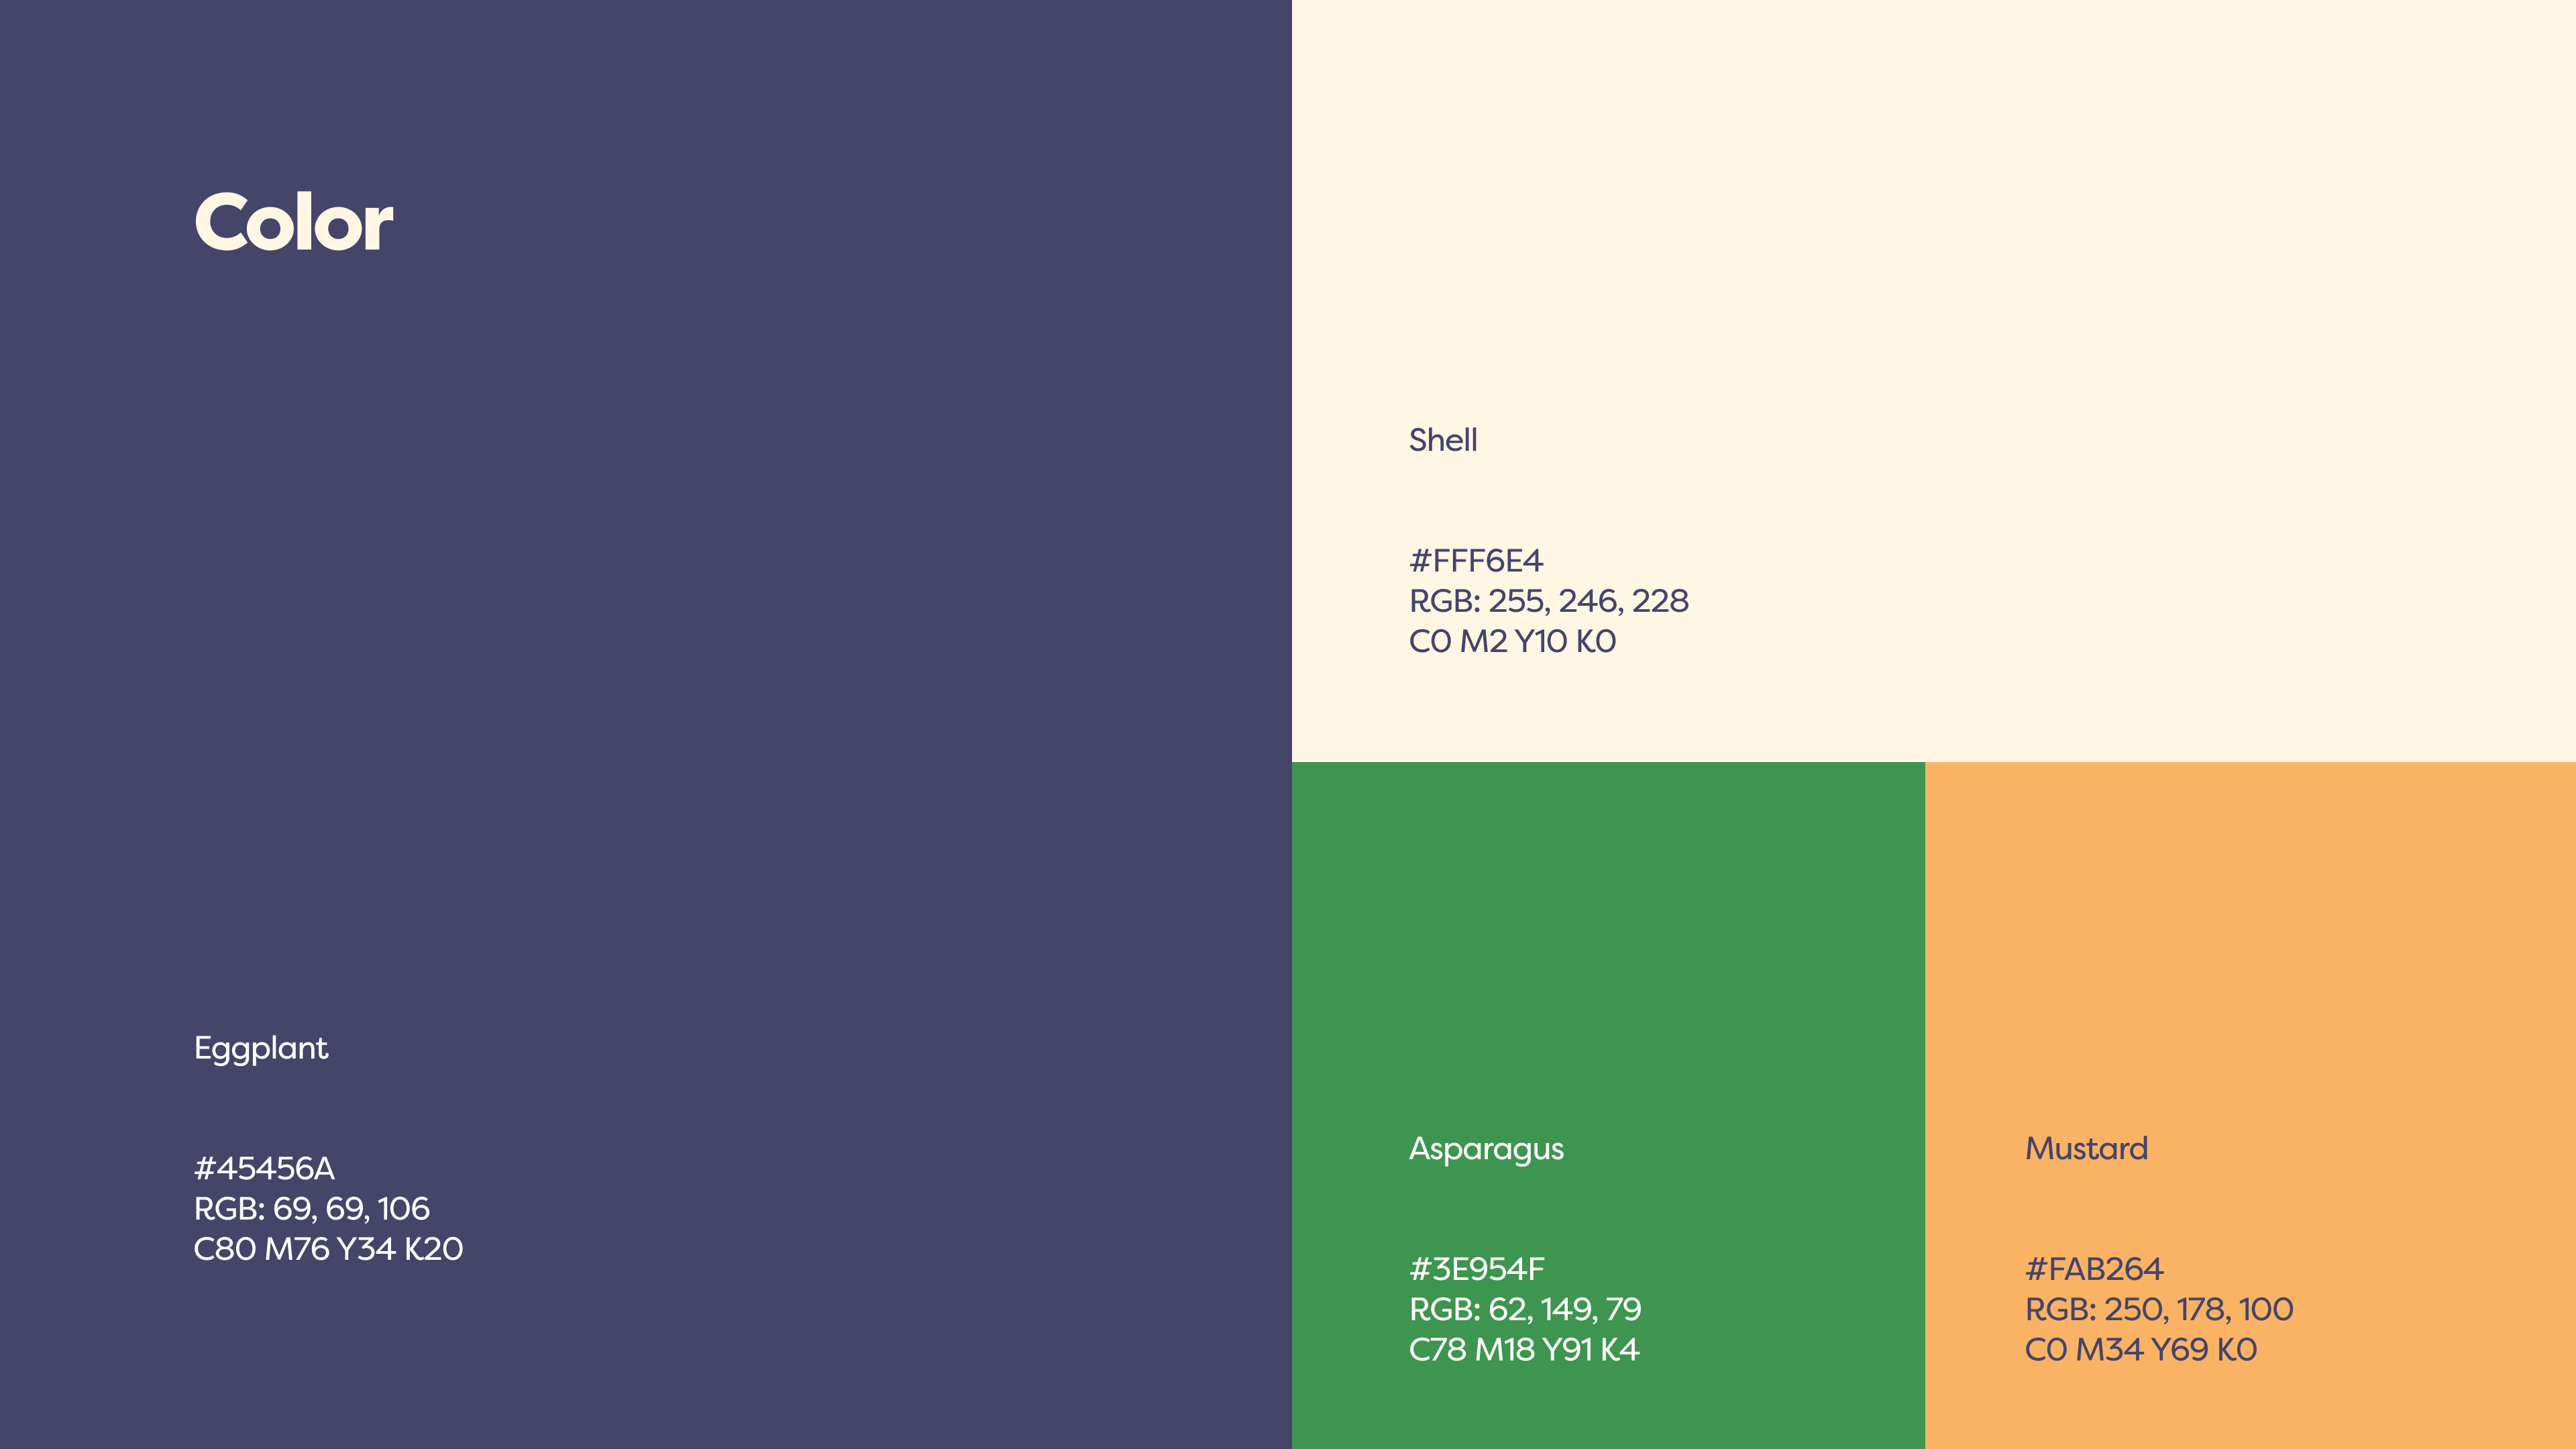 Color
Eggplant
#45456A
RGB: 69, 69, 106
C80 M76 Y34 K20
Shell
#FFF6E4
RGB: 255, 246, 228
C0 M2 Y10 K0
Asparagus
#3E954F
RGB: 62, 149, 79
C78 M18 Y91 K4
Mustard
#FAB264
RGB: 250, 178, 100
C0 M34 Y69 K0